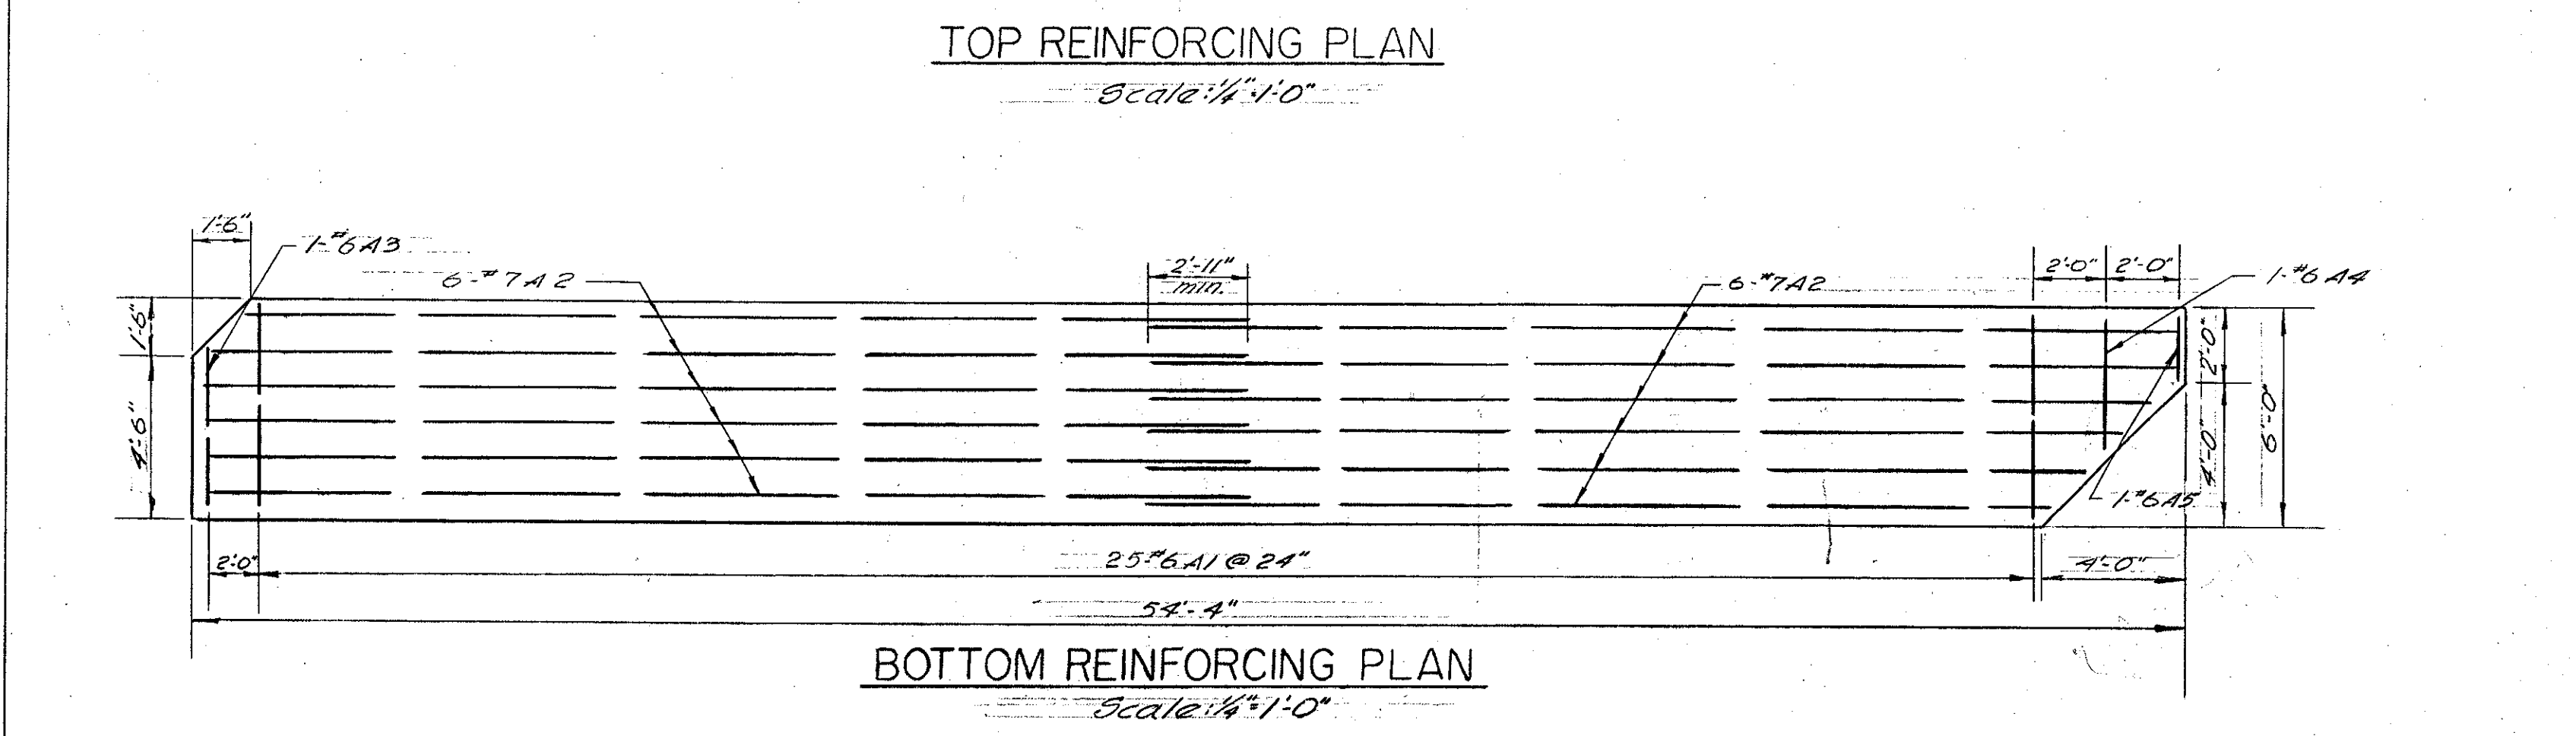 TOP REINFORCING PLAN
Scale: 1/4"=1'-0"
1'-6"
1-#6A3
6-#7A2
2'-11"
min.
6-#7A2
2'-0"
2'-0"
1-#6A4
1'-6"
4'-6"
2'-0"
4'-0"
6'-0"
1-#6A5
2'-0"
25-#6A1@24"
4'-0"
54'-4"
BOTTOM REINFORCING PLAN
Scale: 1/4"=1'-0"